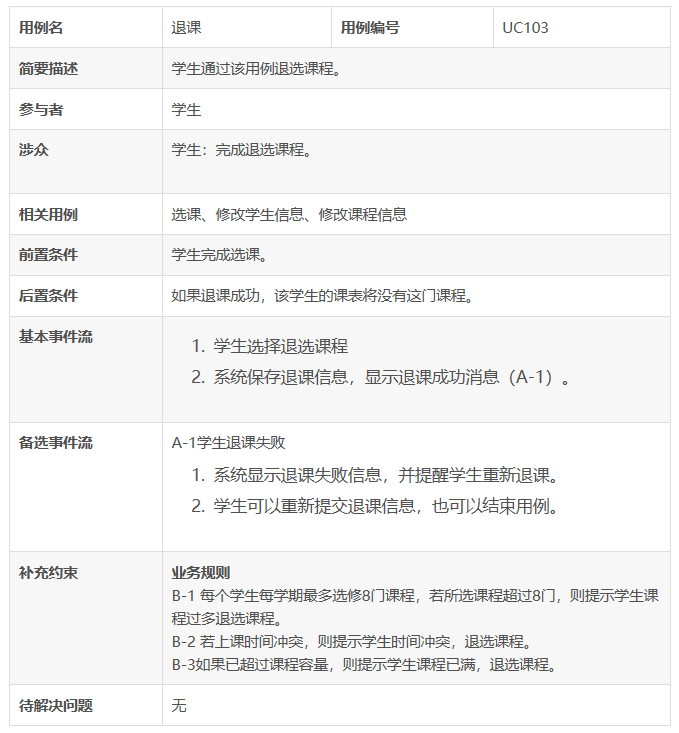 用例名 退课 用例编号 UC103
简要描述 学生通过该用例退选课程。
参与者 学生
涉众 学生：完成退选课程。
相关用例 选课、修改学生信息、修改课程信息
前置条件 学生完成选课。
后置条件 如果退课成功，该学生的课表将没有这门课程。
基本事件流
1. 学生选择退选课程
2. 系统保存退课信息，显示退课成功消息（A-1）。
备选事件流 A-1学生退课失败
1. 系统显示退课失败信息，并提醒学生重新退课。
2. 学生可以重新提交退课信息，也可以结束用例。
补充约束 业务规则
B-1 每个学生每学期最多选修8门课程，若所选课程超过8门，则提示学生课
程过多退选课程。
B-2 若上课时间冲突，则提示学生时间冲突，退选课程。
B-3如果已超过课程容量，则提示学生课程已满，退选课程。
待解决问题 无